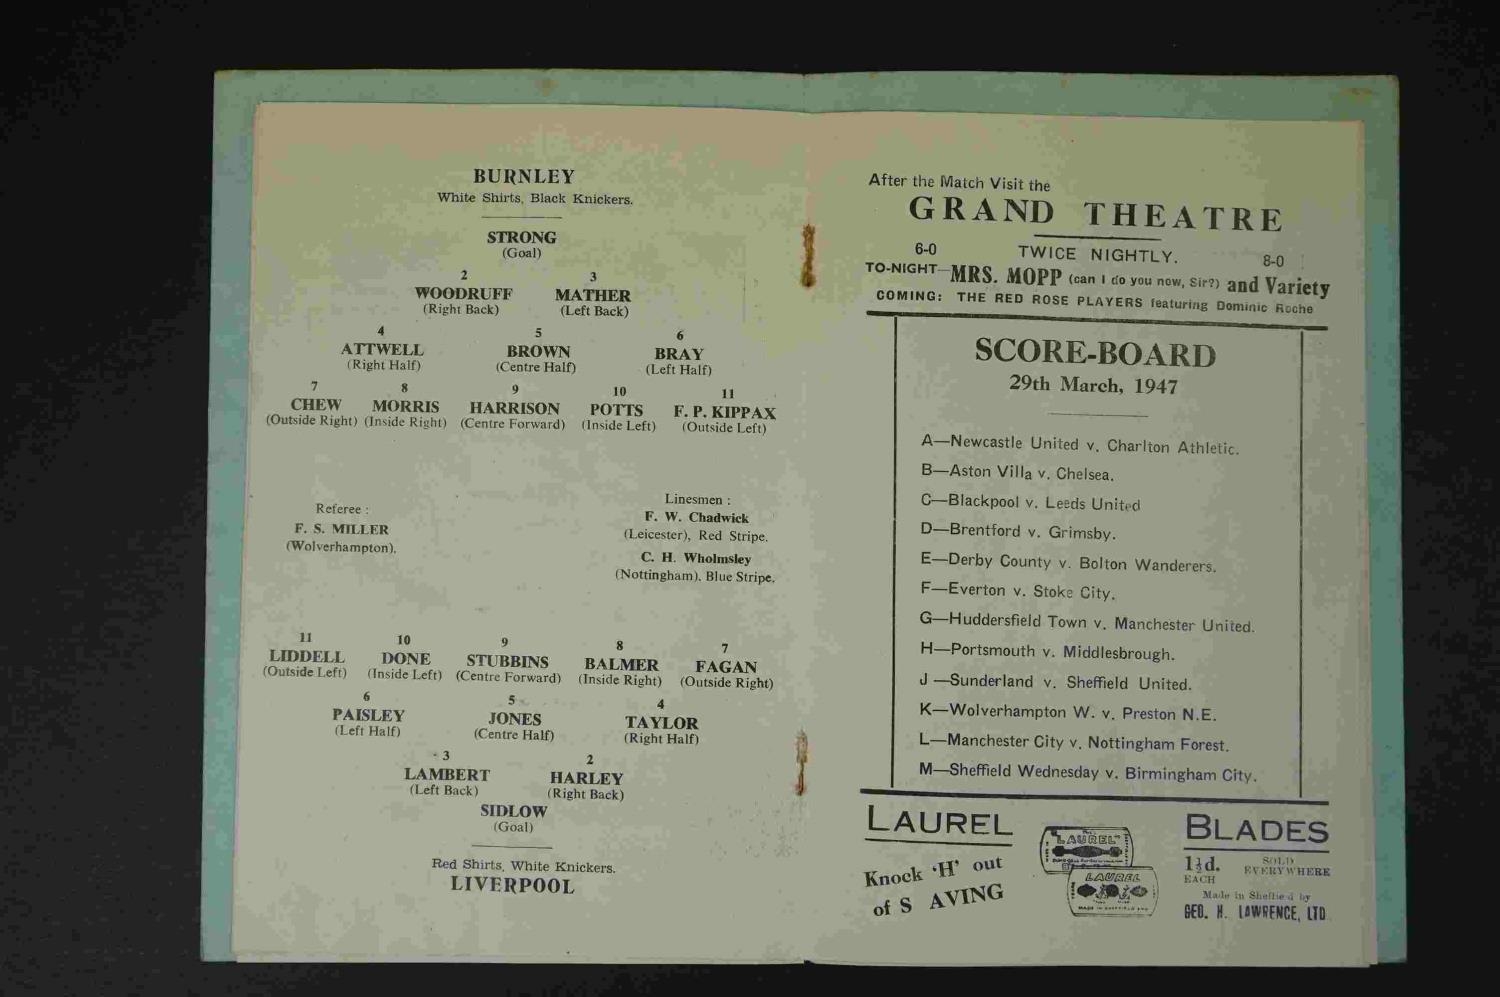 BURNLEY
White Shirts, Black Knickers.
STRONG
(Goal)
2 3
WOODRUFF MATHER
(Right Back) (Left Back)
4 5 6
ATTWELL BROWN BRAY
(Right Half) (Centre Half) (Left Half)
7 8 9 10 11
CHEW MORRIS HARRISON POTTS F. P. KIPPAX
(Outside Right) (Inside Right) (Centre Forward) (Inside Left) (Outside Left)
Referee :
F. S. MILLER
(Wolverhampton).
Linesmen :
F. W. Chadwick
(Leicester), Red Stripe.
C. H. Wholmsley
(Nottingham). Blue Stripe.
11 10 9 8 7
LIDDELL DONE STUBBINS BALMER FAGAN
(Outside Left) (Inside Left) (Centre Forward) (Inside Right) (Outside Right)
6 5 4
PAISLEY JONES TAYLOR
(Left Half) (Centre Half) (Right Half)
3 2
LAMBERT HARLEY
(Left Back) (Right Back)
SIDLOW
(Goal)
Red Shirts, White Knickers.
LIVERPOOL
After the Match Visit the
GRAND THEATRE
6-0 TWICE NIGHTLY. 8-0
TO-NIGHT—MRS. MOPP (can I do you now, Sir?) and Variety
COMING: THE RED ROSE PLAYERS featuring Dominic Roche
SCORE-BOARD
29th March, 1947
A—Newcastle United v. Charlton Athletic.
B—Aston Villa v. Chelsea.
C—Blackpool v. Leeds United
D—Brentford v. Grimsby.
E—Derby County v. Bolton Wanderers.
F—Everton v. Stoke City.
G—Huddersfield Town v. Manchester United.
H—Portsmouth v. Middlesbrough.
J—Sunderland v. Sheffield United.
K—Wolverhampton W. v. Preston N.E.
L—Manchester City v. Nottingham Forest.
M—Sheffield Wednesday v. Birmingham City.
LAUREL
Knock 'H' out
of S AVING
LAUREL
LAUREL
BLADES
1½d. SOLD
EACH EVERYWHERE
Made in Sheffield by
GEO. H. LAWRENCE, LTD